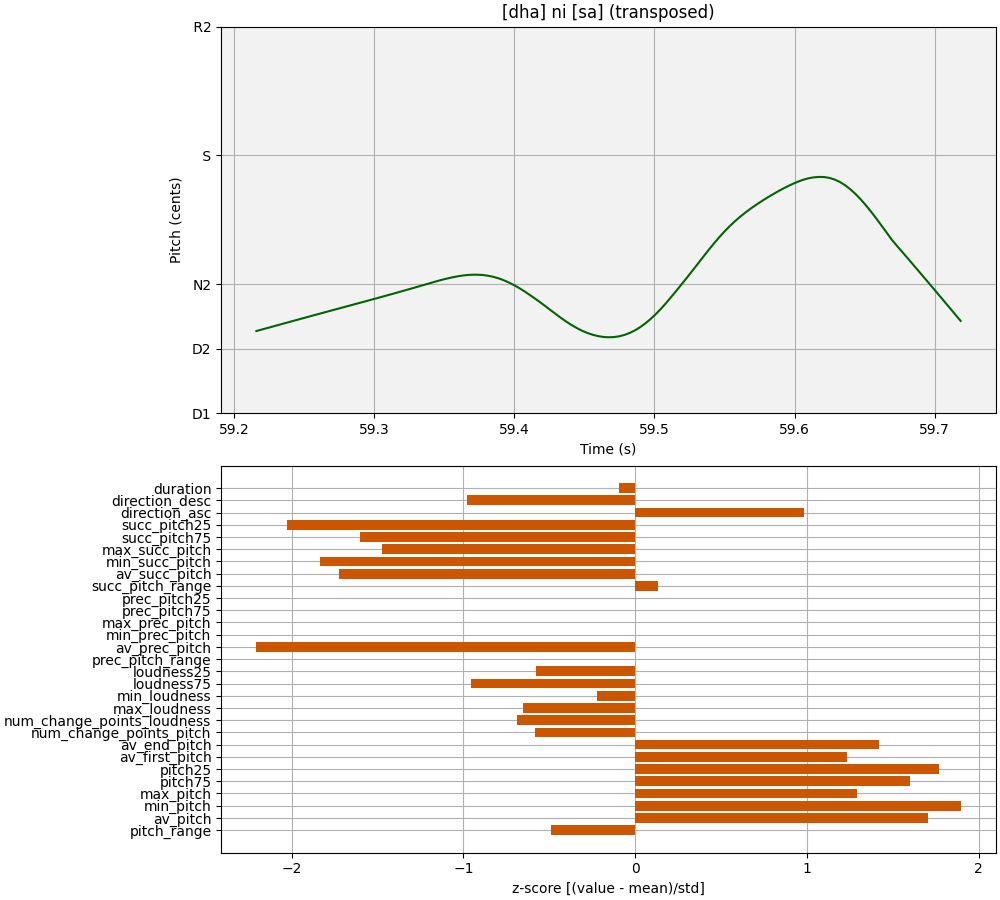 [dha] ni [sa] (transposed)
R2
S
N2
D2
D1
Pitch (cents)
59.2 59.3 59.4 59.5 59.6 59.7
Time (s)
duration
direction_desc
direction_asc
succ_pitch25
succ_pitch75
max_succ_pitch
min_succ_pitch
av_succ_pitch
succ_pitch_range
prec_pitch25
prec_pitch75
max_prec_pitch
min_prec_pitch
av_prec_pitch
prec_pitch_range
loudness25
loudness75
min_loudness
max_loudness
num_change_points_loudness
num_change_points_pitch
av_end_pitch
av_first_pitch
pitch25
pitch75
max_pitch
min_pitch
av_pitch
pitch_range
−2 −1 0 1 2
z-score [(value - mean)/std]